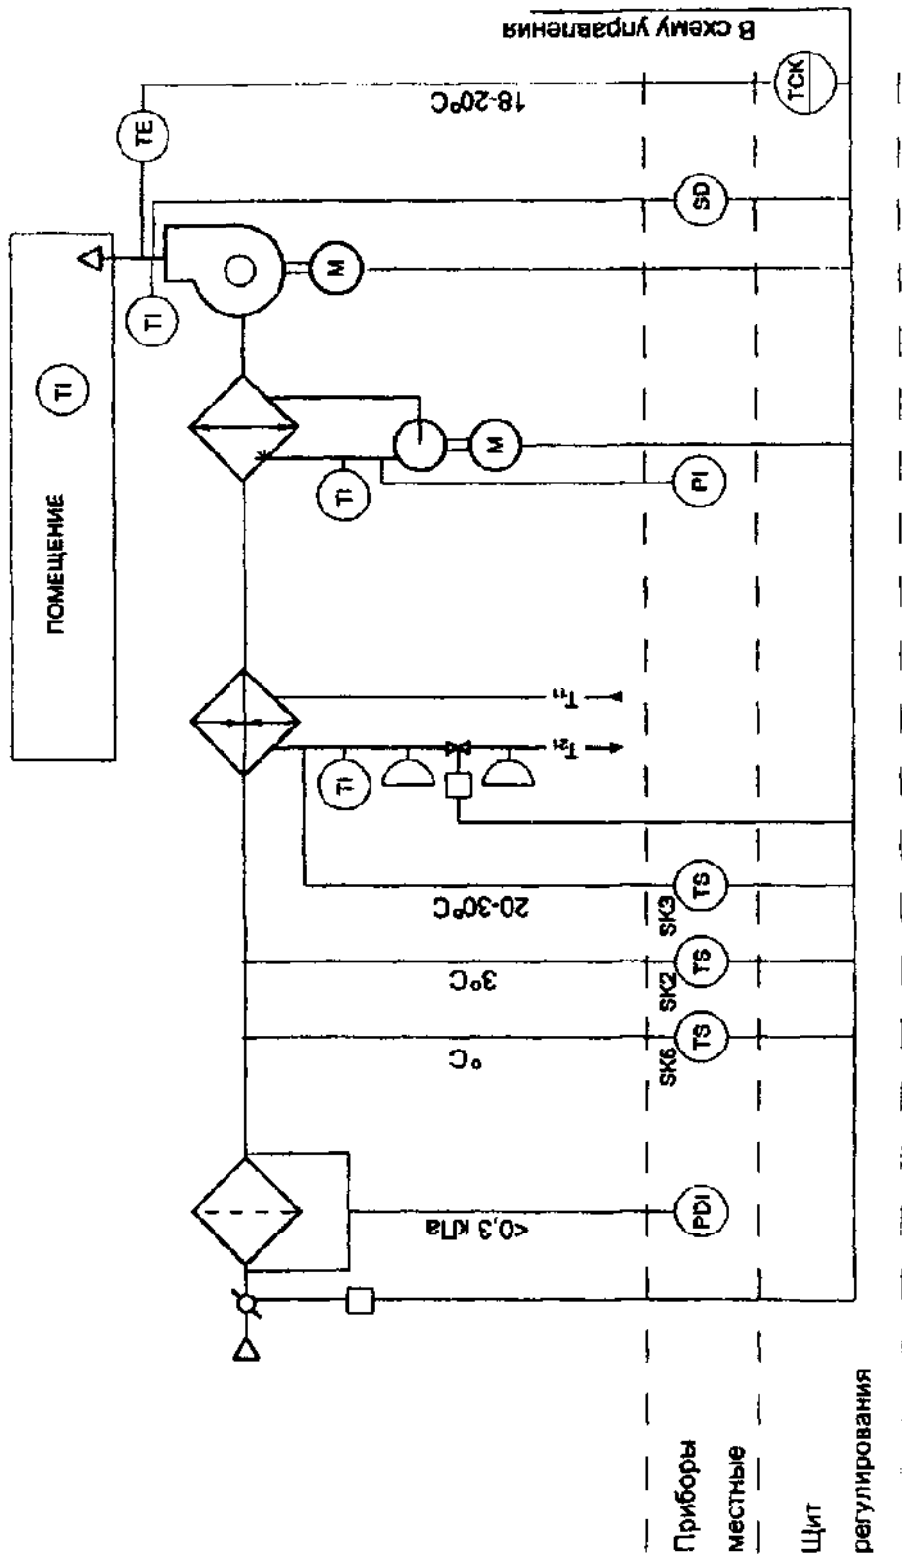 ПОМЕЩЕНИЕ
TI
TI
TE
18-20°C
В схему управления
TCK
SD
M
M
TI
PI
TI
T21
T11
20-30°C
SK3
TS
3°C
SK2
TS
°C
SK6
TS
<0,3 кПа
PDI
Приборы
местные
Щит
регулирования